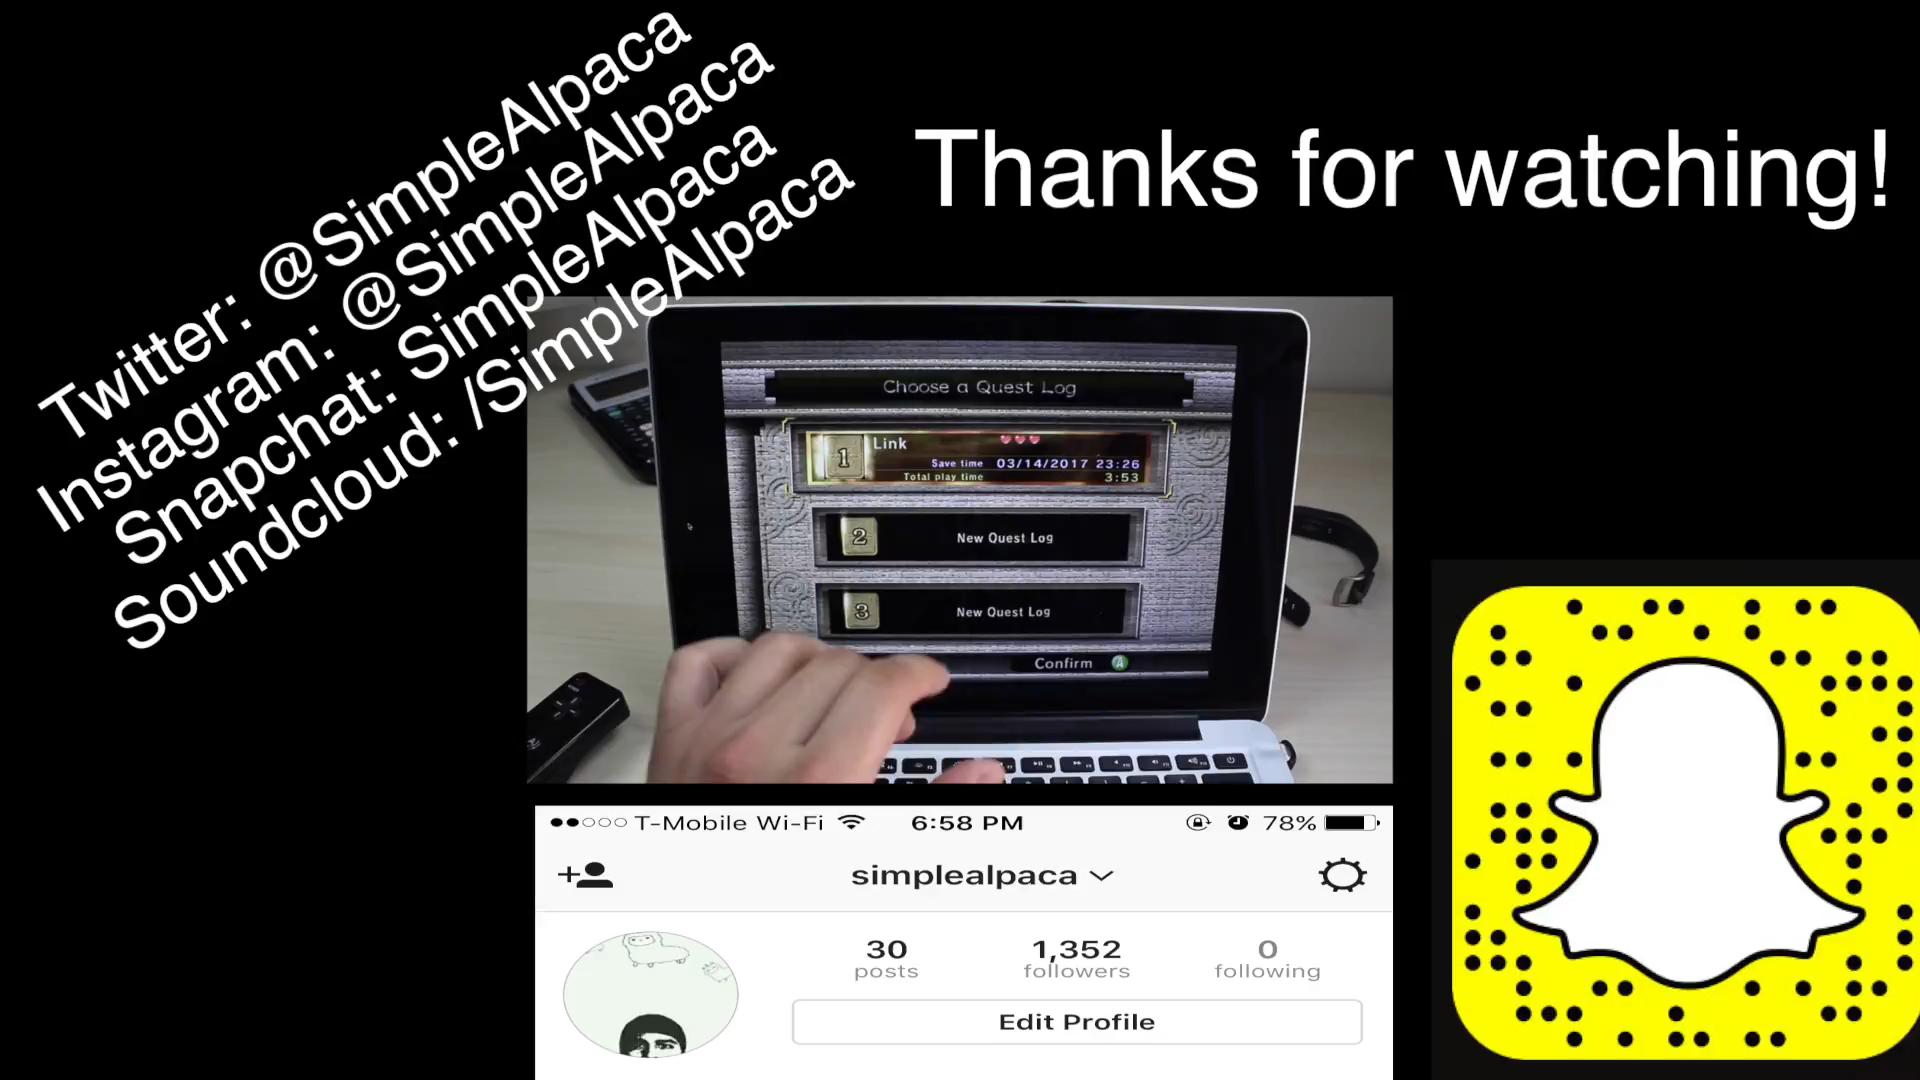 Twitter: @SimpleAlpaca
Instagram: @SimpleAlpaca
Snapchat: SimpleAlpaca
Soundcloud: /SimpleAlpaca
Thanks for watching!
Choose a Quest Log
1 Link
Save time 03/14/2017 23:26
Total play time 3:53
2 New Quest Log
3 New Quest Log
Confirm A
T-Mobile Wi-Fi 6:58 PM 78%
simplealpaca
30 1,352 0
posts followers following
Edit Profile